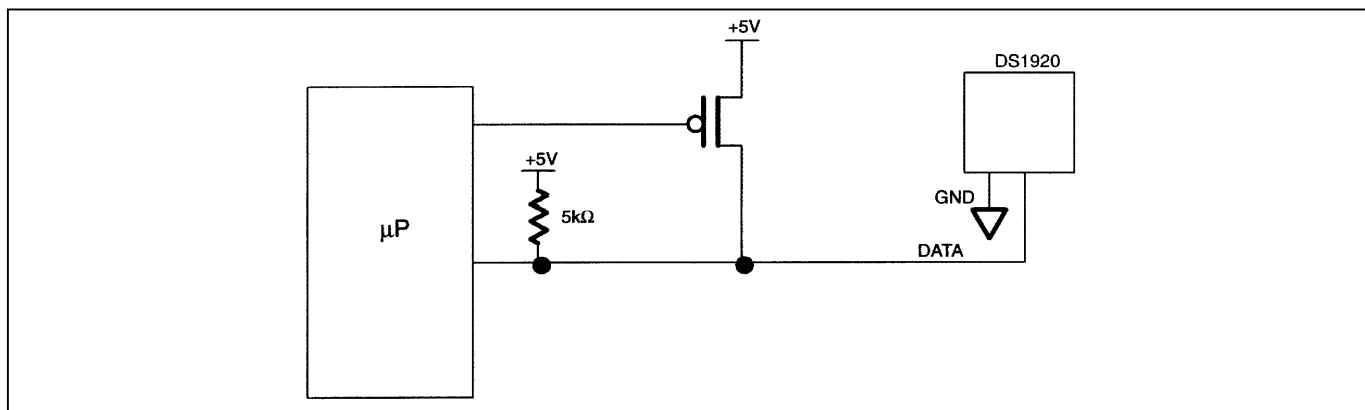 +5V
DS1920
+5V
5kΩ
μP
GND
DATA